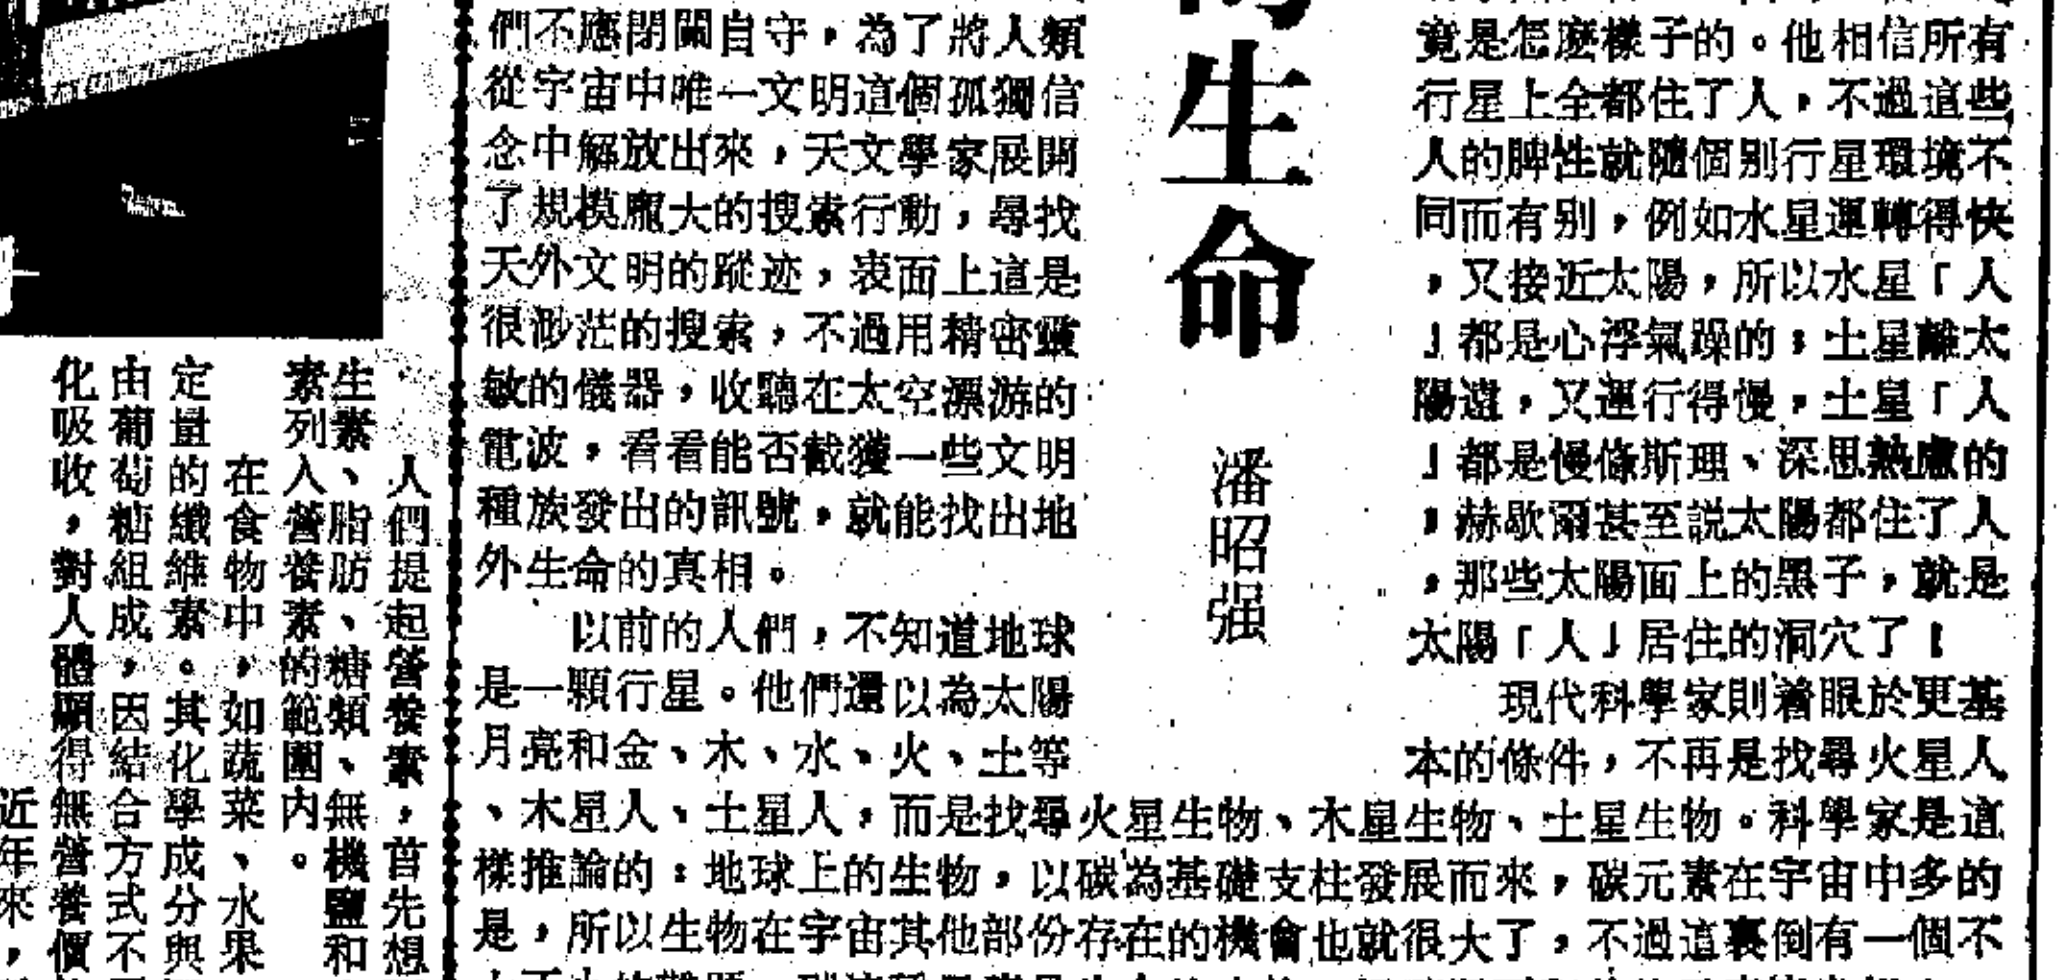 生命
潘昭强
們不應閉關自守，為了將人類
從宇宙中唯一文明這個孤獨信
念中解放出來，天文學家展開
了規模龐大的搜索行動，尋找
天外文明的蹤迹，表面上這是
很渺茫的搜索，不過用精密靈
敏的儀器，收聽在太空漂游的
電波，看看能否截獲一些文明
種族發出的訊號，就能找出地
外生命的真相。
以前的人們，不知道地球
是一顆行星。他們還以為太陽
月亮和金、木、水、火、土等
竟是怎麼樣子的。他相信所有
行星上全都住了人，不過這些
人的脾性就隨個别行星環境不
同而有别，例如水星運轉得快
，又接近太陽，所以水星「人
」都是心浮氣躁的；土星離太
陽遠，又運行得慢，土星「人
」都是慢條斯理、深思熟慮的
，赫歇爾甚至説太陽都住了人
，那些太陽面上的黑子，就是
太陽「人」居住的洞穴了！
現代科學家則着眼於更基
本的條件，不再是找尋火星人
、木星人、土星人，而是找尋火星生物、木星生物、土星生物。科學家是這
樣推論的：地球上的生物，以碳為基礎支柱發展而來，碳元素在宇宙中多的
是，所以生物在宇宙其他部份存在的機會也就很大了，不過這裏倒有一個不
人們提起營養素，首先想
生素、脂肪、糖類、無機鹽和
素列入營養素的範圍內。
在食物中，如蔬菜、水果
定量的纖維素。其化學成分與
由葡萄糖組成，因結合方式不
化吸收，對人體顯得無營養價
近年來，